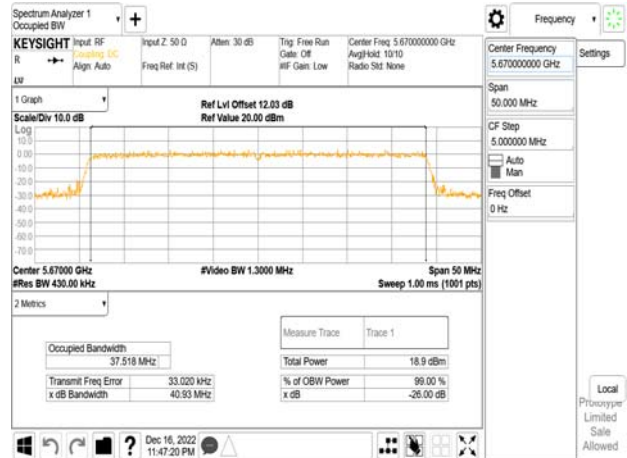 Spectrum Analyzer 1
Occupied BW
Frequency
KEYSIGHT
Input: RF
Coupling: DC
Align: Auto
Input Z: 50 Ω
Freq Ref: Int (S)
Atten: 30 dB
Trig: Free Run
Gate: Off
#IF Gain: Low
Center Freq: 5.670000000 GHz
Avg|Hold: 10/10
Radio Std: None
R
LXI
Center Frequency
5.670000000 GHz
Settings
Span
50.000 MHz
CF Step
5.000000 MHz
Auto
Man
Freq Offset
0 Hz
1 Graph
Scale/Div 10.0 dB
Ref Lvl Offset 12.03 dB
Ref Value 20.00 dBm
Log
10.0
0.00
-10.0
-20.0
-30.0
-40.0
-50.0
-60.0
-70.0
Center 5.67000 GHz
#Res BW 430.00 kHz
#Video BW 1.3000 MHz
Span 50 MHz
Sweep 1.00 ms (1001 pts)
2 Metrics
Measure Trace
Trace 1
Occupied Bandwidth
37.518 MHz
Total Power
18.9 dBm
Transmit Freq Error
33.020 kHz
% of OBW Power
99.00 %
x dB Bandwidth
40.93 MHz
x dB
-26.00 dB
Local
Prototype
Limited
Sale
Allowed
?
Dec 16, 2022
11:47:20 PM